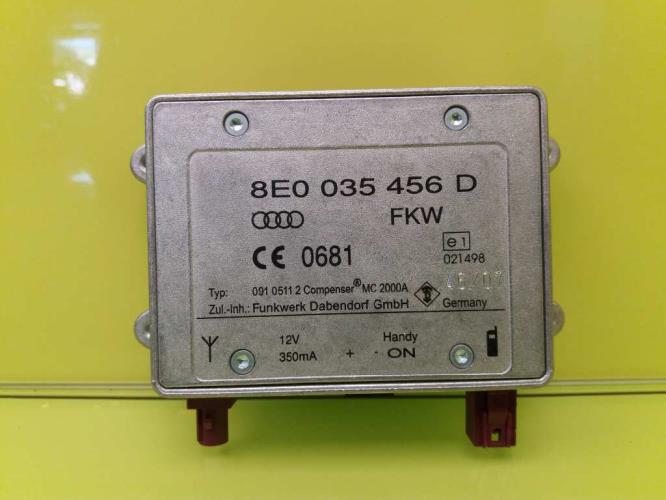 8E0 035 456 D
FKW
CE 0681
e1
021498
Typ: 091 0511 2 Compenser® MC 2000A
Zul.-Inh.: Funkwerk Dabendorf GmbH Germany
12V Handy
350mA + - ON